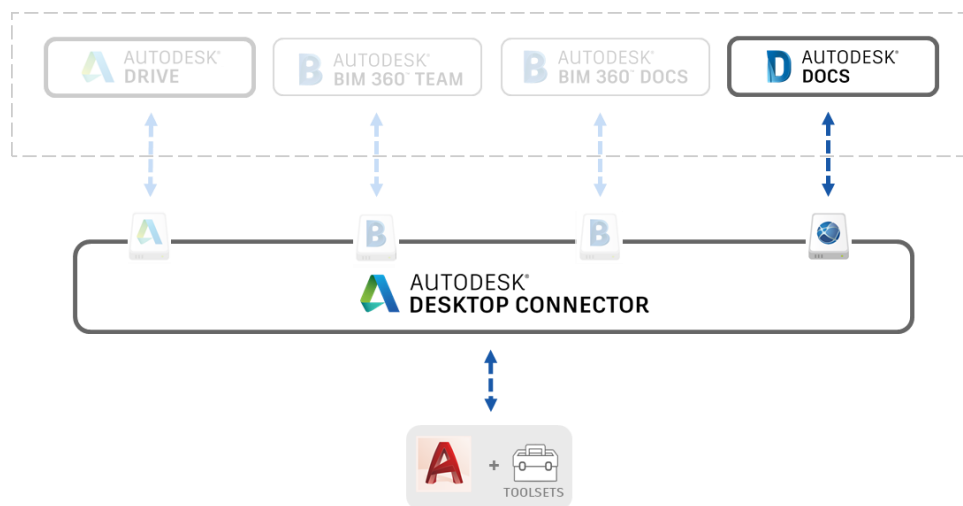 AUTODESK®
DRIVE
AUTODESK®
BIM 360™ TEAM
AUTODESK®
BIM 360™ DOCS
AUTODESK®
DOCS
AUTODESK®
DESKTOP CONNECTOR
+
TOOLSETS